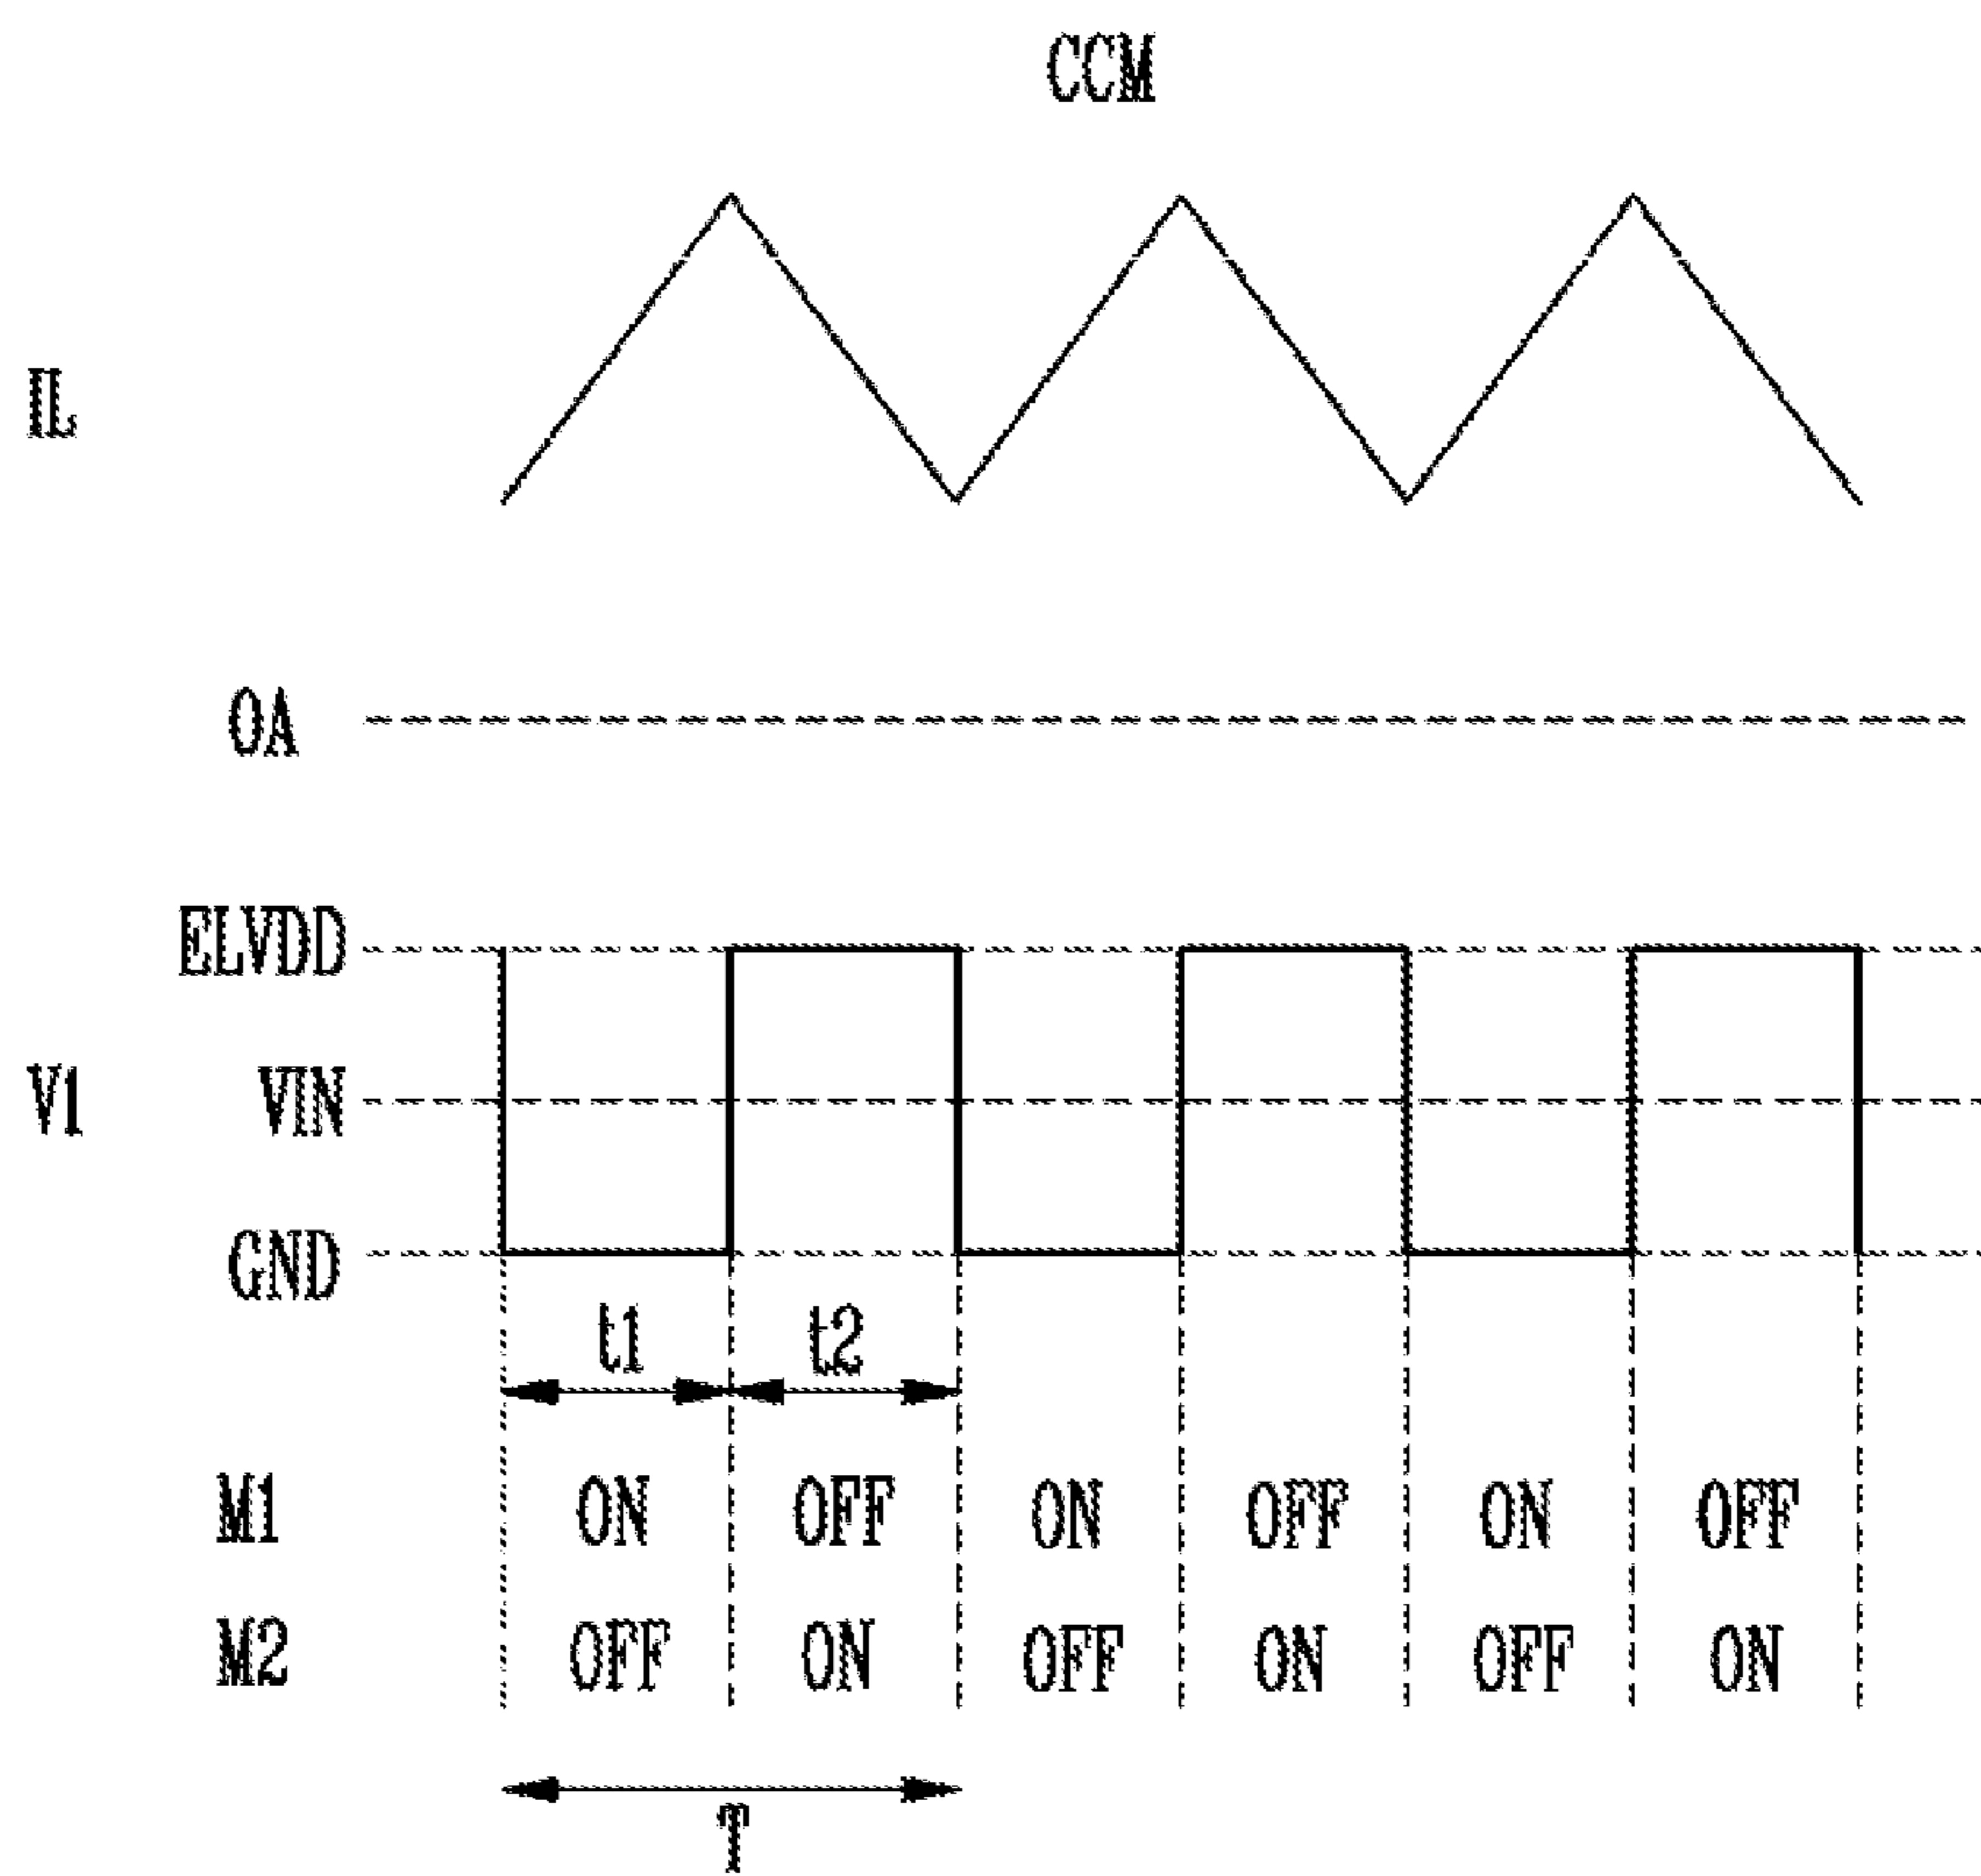 CCM
IL
0A
ELVDD
V1 VIN
GND
t1 t2
M1 ON OFF ON OFF ON OFF
M2 OFF ON OFF ON OFF ON
T